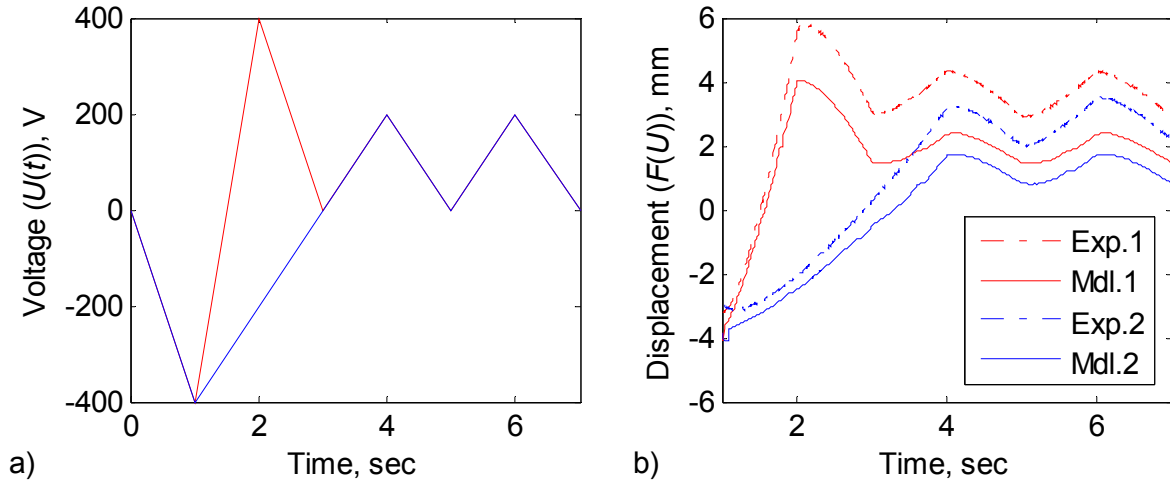 400
200
0
-200
-400
0
2
4
6
Voltage (U(t)), V
Time, sec
a)
6
4
2
0
-2
-4
-6
2
4
6
Displacement (F(U)), mm
Time, sec
b)
Exp.1
Mdl.1
Exp.2
Mdl.2